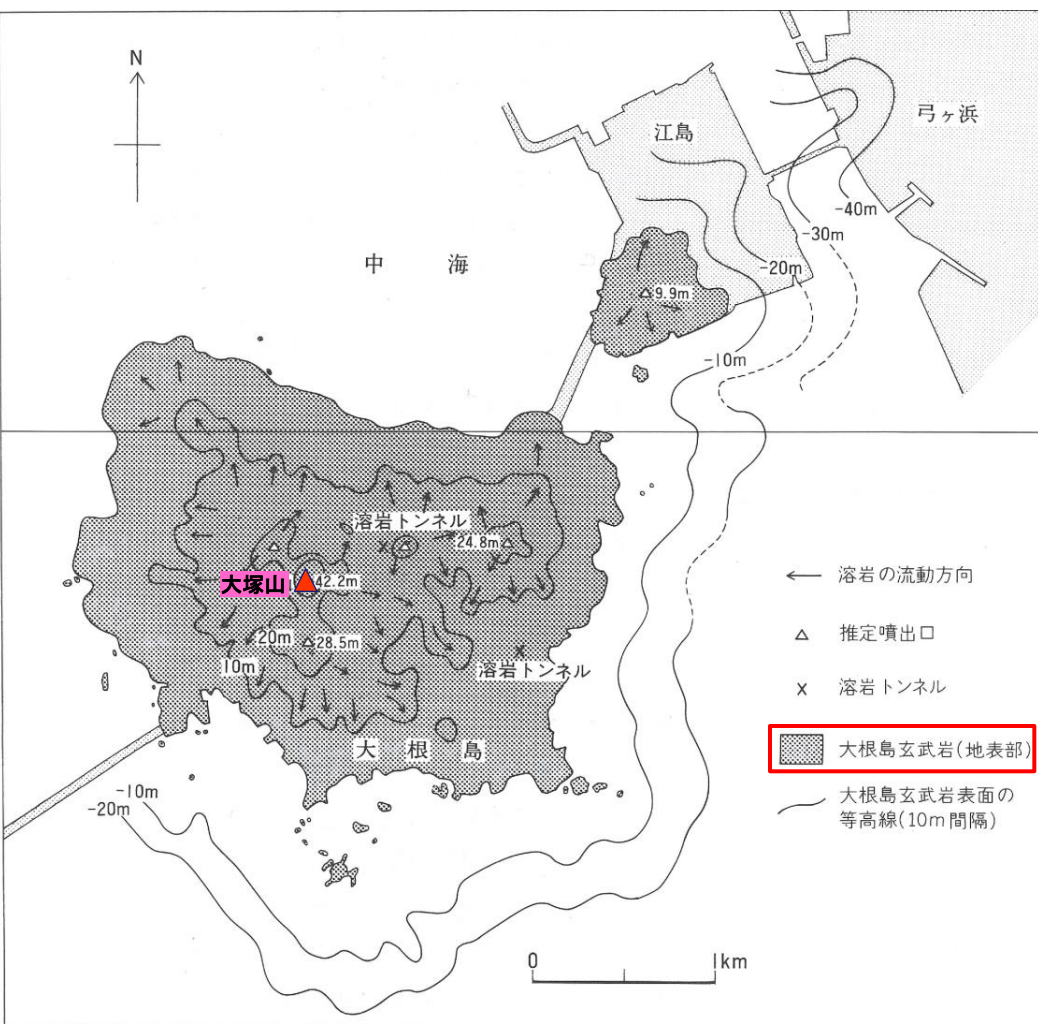 N
弓ヶ浜
江島
中海
-40m
-30m
-20m
9.9m
-10m
溶岩トンネル
24.8m
大塚山
42.2m
20m
28.5m
10m
溶岩トンネル
大根島
-10m
-20m
溶岩の流動方向
推定噴出口
溶岩トンネル
大根島玄武岩(地表部)
大根島玄武岩表面の
等高線(10m間隔)
0
1km